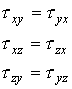 τxy = τyx
τxz = τzx
τzy = τyz